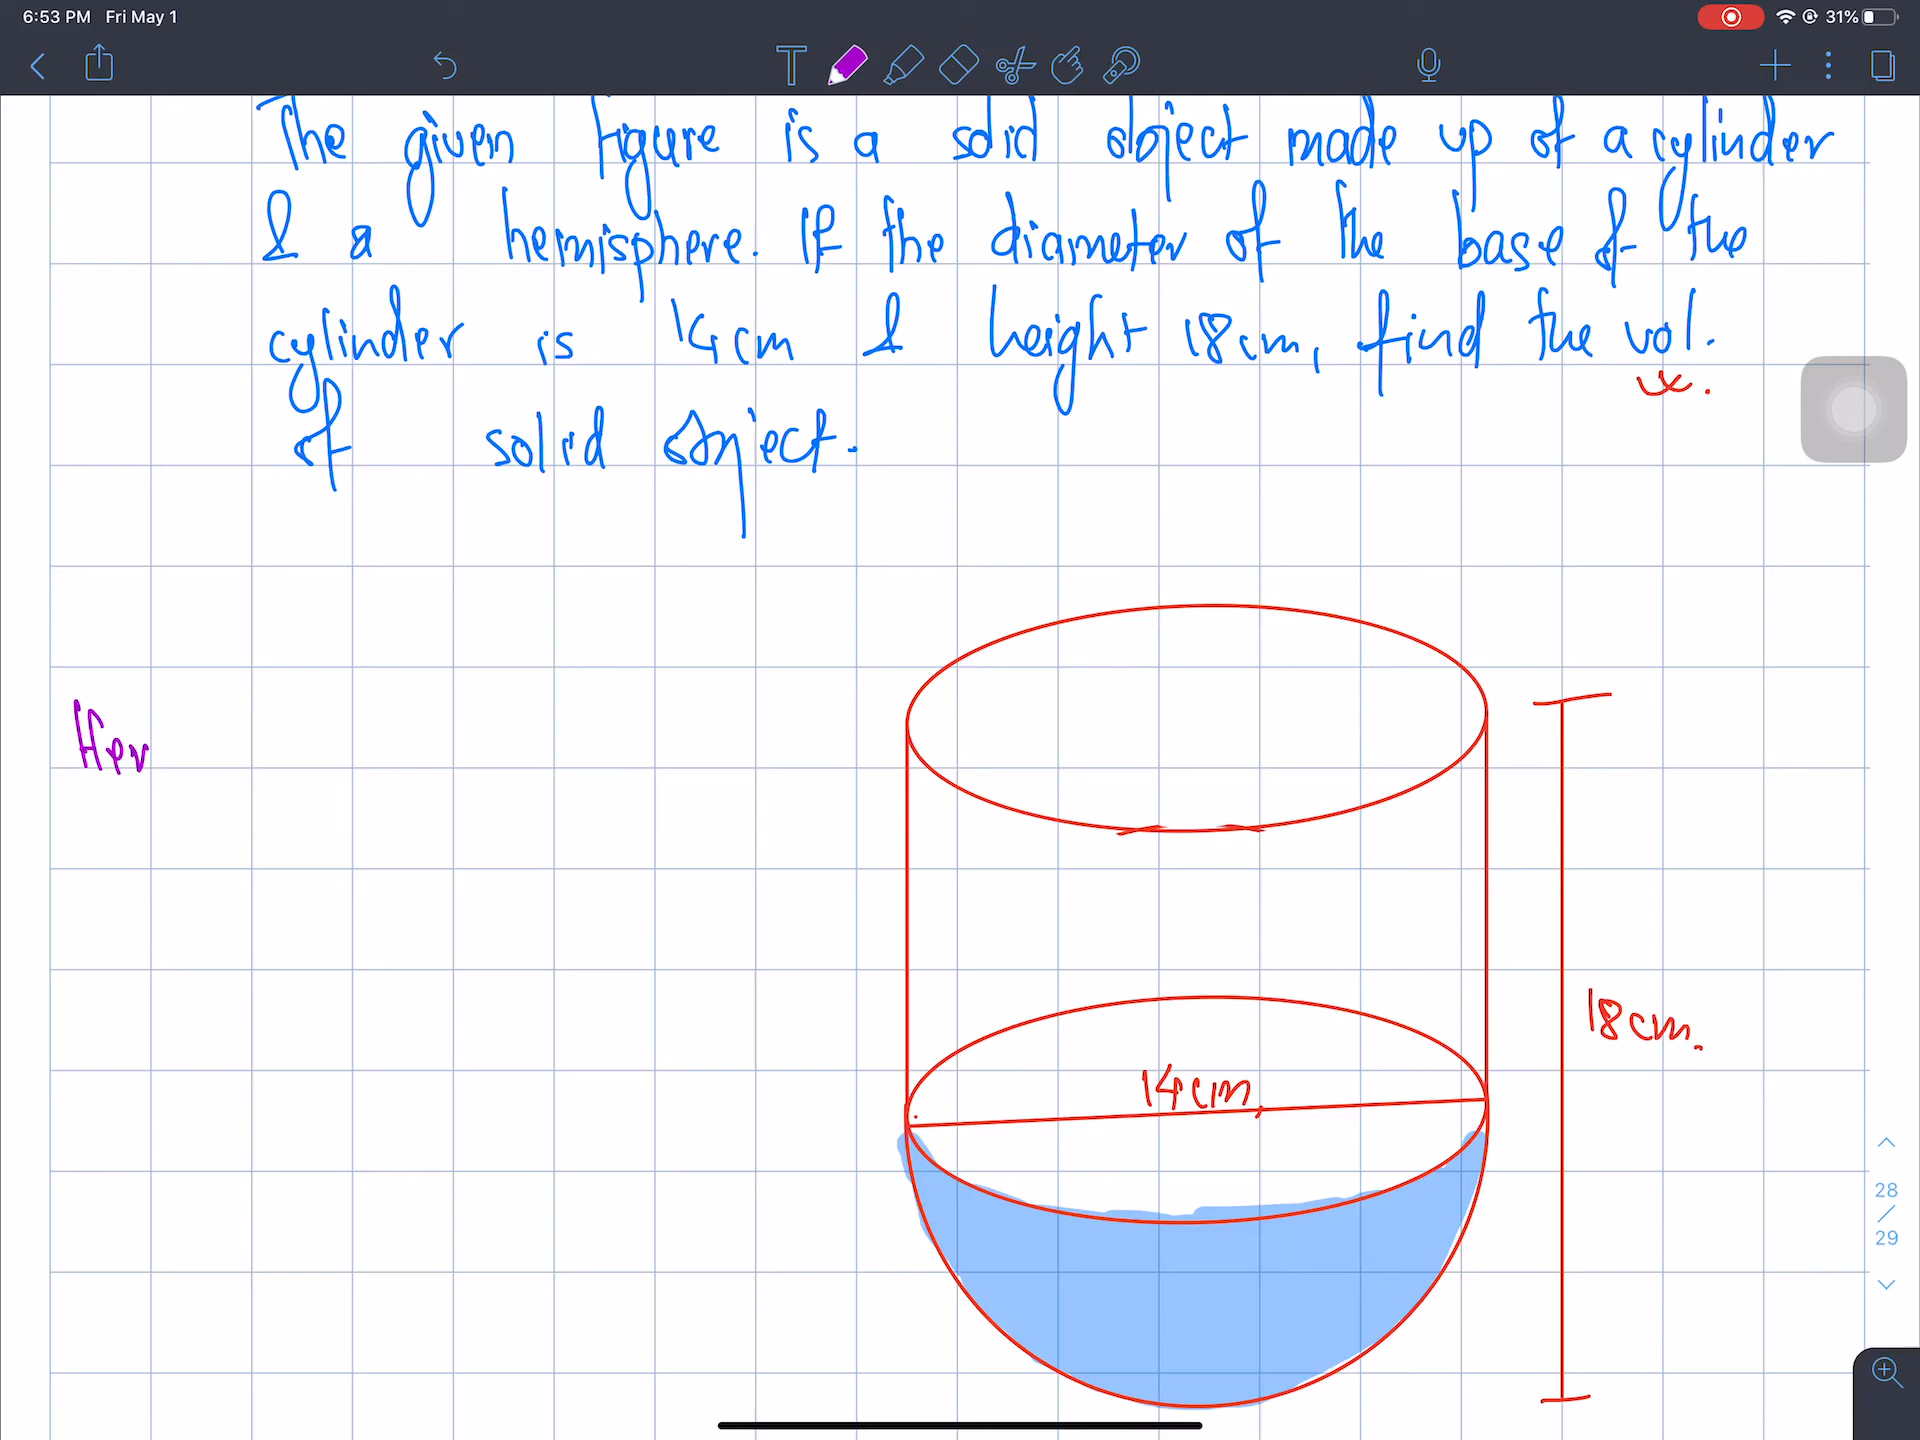 6:53 PM Fri May 1
31%
The given figure is a solid object made up of a cylinder
& a hemisphere. If the diameter of the base of the
cylinder is 14cm & height 18cm, find the vol.
of solid object.
Her
18cm.
14cm,
28
/
29